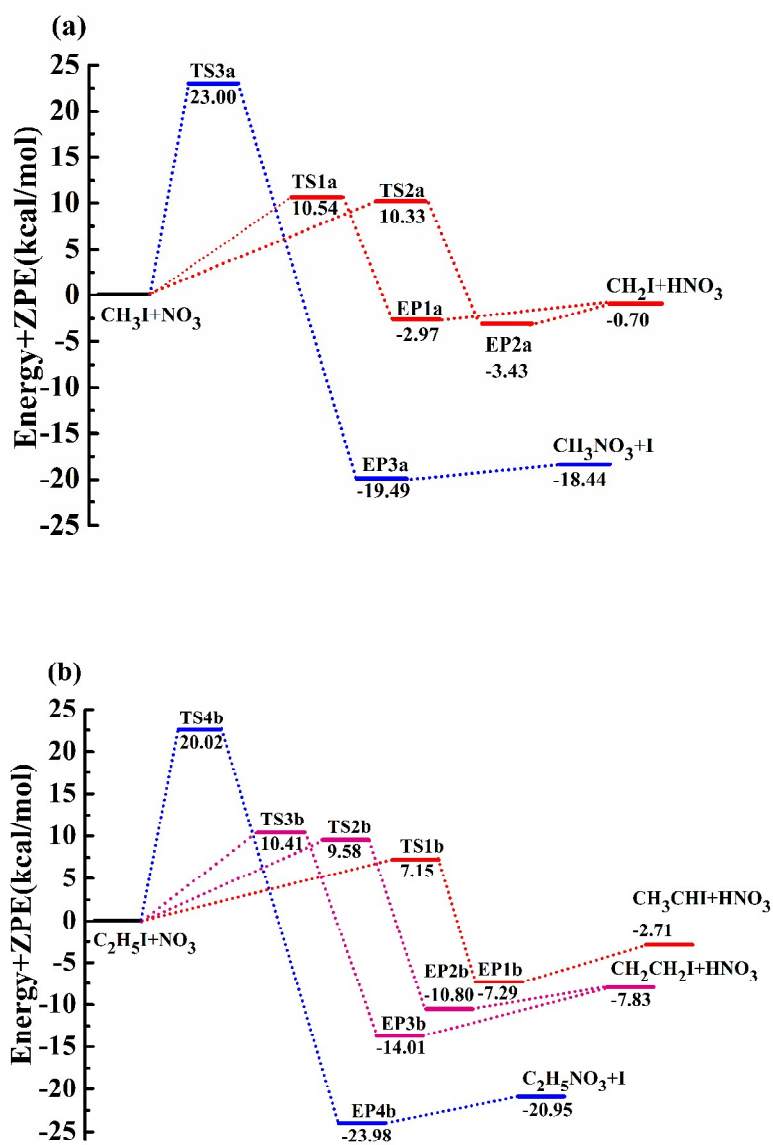 (a)
25
20
15
10
5
0
-5
-10
-15
-20
-25
Energy+ZPE(kcal/mol)
TS3a
23.00
TS1a
10.54
TS2a
10.33
CH3I+NO3
EP1a
-2.97
EP2a
-3.43
CH2I+HNO3
-0.70
EP3a
-19.49
CH3NO3+I
-18.44
(b)
25
20
15
10
5
0
-5
-10
-15
-20
-25
Energy+ZPE(kcal/mol)
TS4b
20.02
TS3b
10.41
TS2b
9.58
TS1b
7.15
C2H5I+NO3
CH3CHI+HNO3
-2.71
EP2b
-10.80
EP1b
-7.29
CH2CH2I+HNO3
-7.83
EP3b
-14.01
EP4b
-23.98
C2H5NO3+I
-20.95